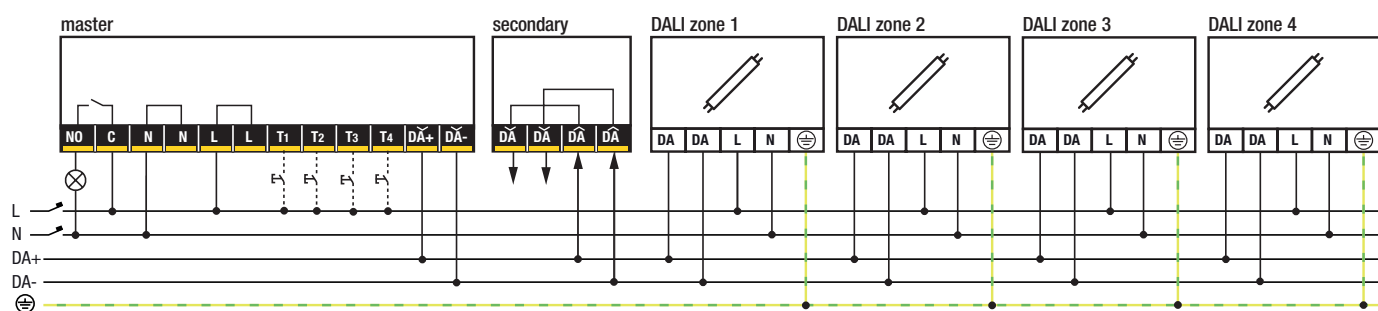 master secondary DALI zone 1 DALI zone 2 DALI zone 3 DALI zone 4
NO C N N L L T1 T2 T3 T4 DA+ DA- DA DA DA DA DA DA L N DA DA L N DA DA L N DA DA L N
L
N
DA+
DA-